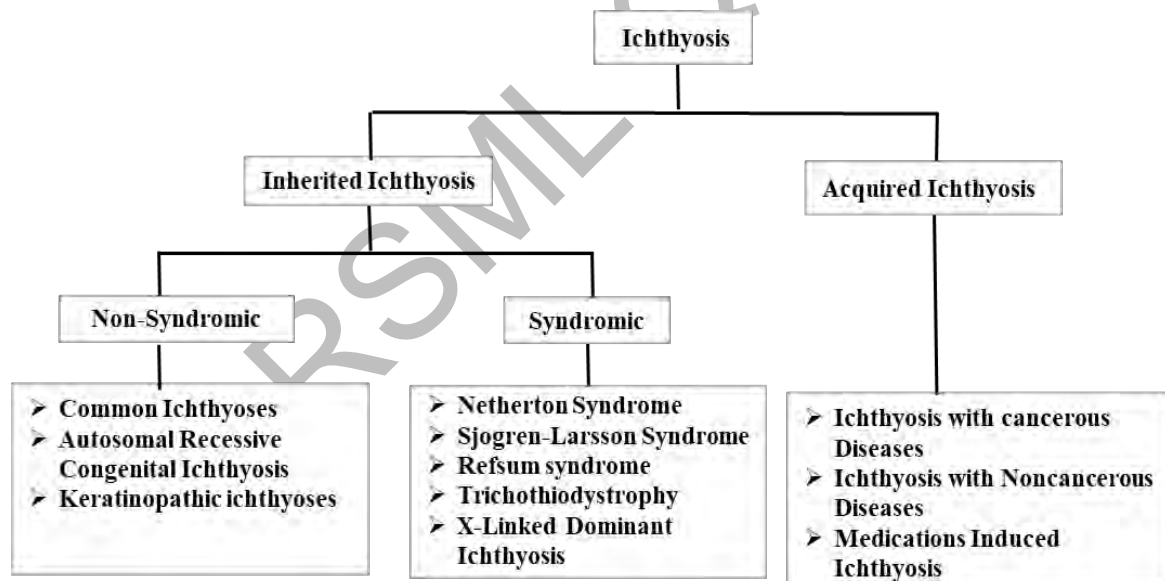 Ichthyosis
Inherited Ichthyosis
Acquired Ichthyosis
Non-Syndromic
Syndromic
➢ Common Ichthyoses
➢ Autosomal Recessive
Congenital Ichthyosis
➢ Keratinopathic ichthyoses
➢ Netherton Syndrome
➢ Sjogren-Larsson Syndrome
➢ Refsum syndrome
➢ Trichothiodystrophy
➢ X-Linked Dominant
Ichthyosis
➢ Ichthyosis with cancerous
Diseases
➢ Ichthyosis with Noncancerous
Diseases
➢ Medications Induced
Ichthyosis
RSML